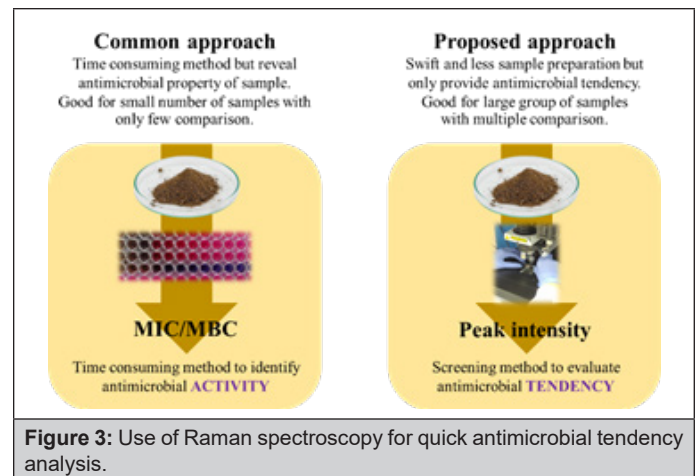 Common approach
Time consuming method but reveal
antimicrobial property of sample.
Good for small number of samples with
only few comparison.
MIC/MBC
Time consuming method to identify
antimicrobial ACTIVITY
Proposed approach
Swift and less sample preparation but
only provide antimicrobial tendency.
Good for large group of samples
with multiple comparison.
Peak intensity
Screening method to evaluate
antimicrobial TENDENCY
Figure 3: Use of Raman spectroscopy for quick antimicrobial tendency
analysis.